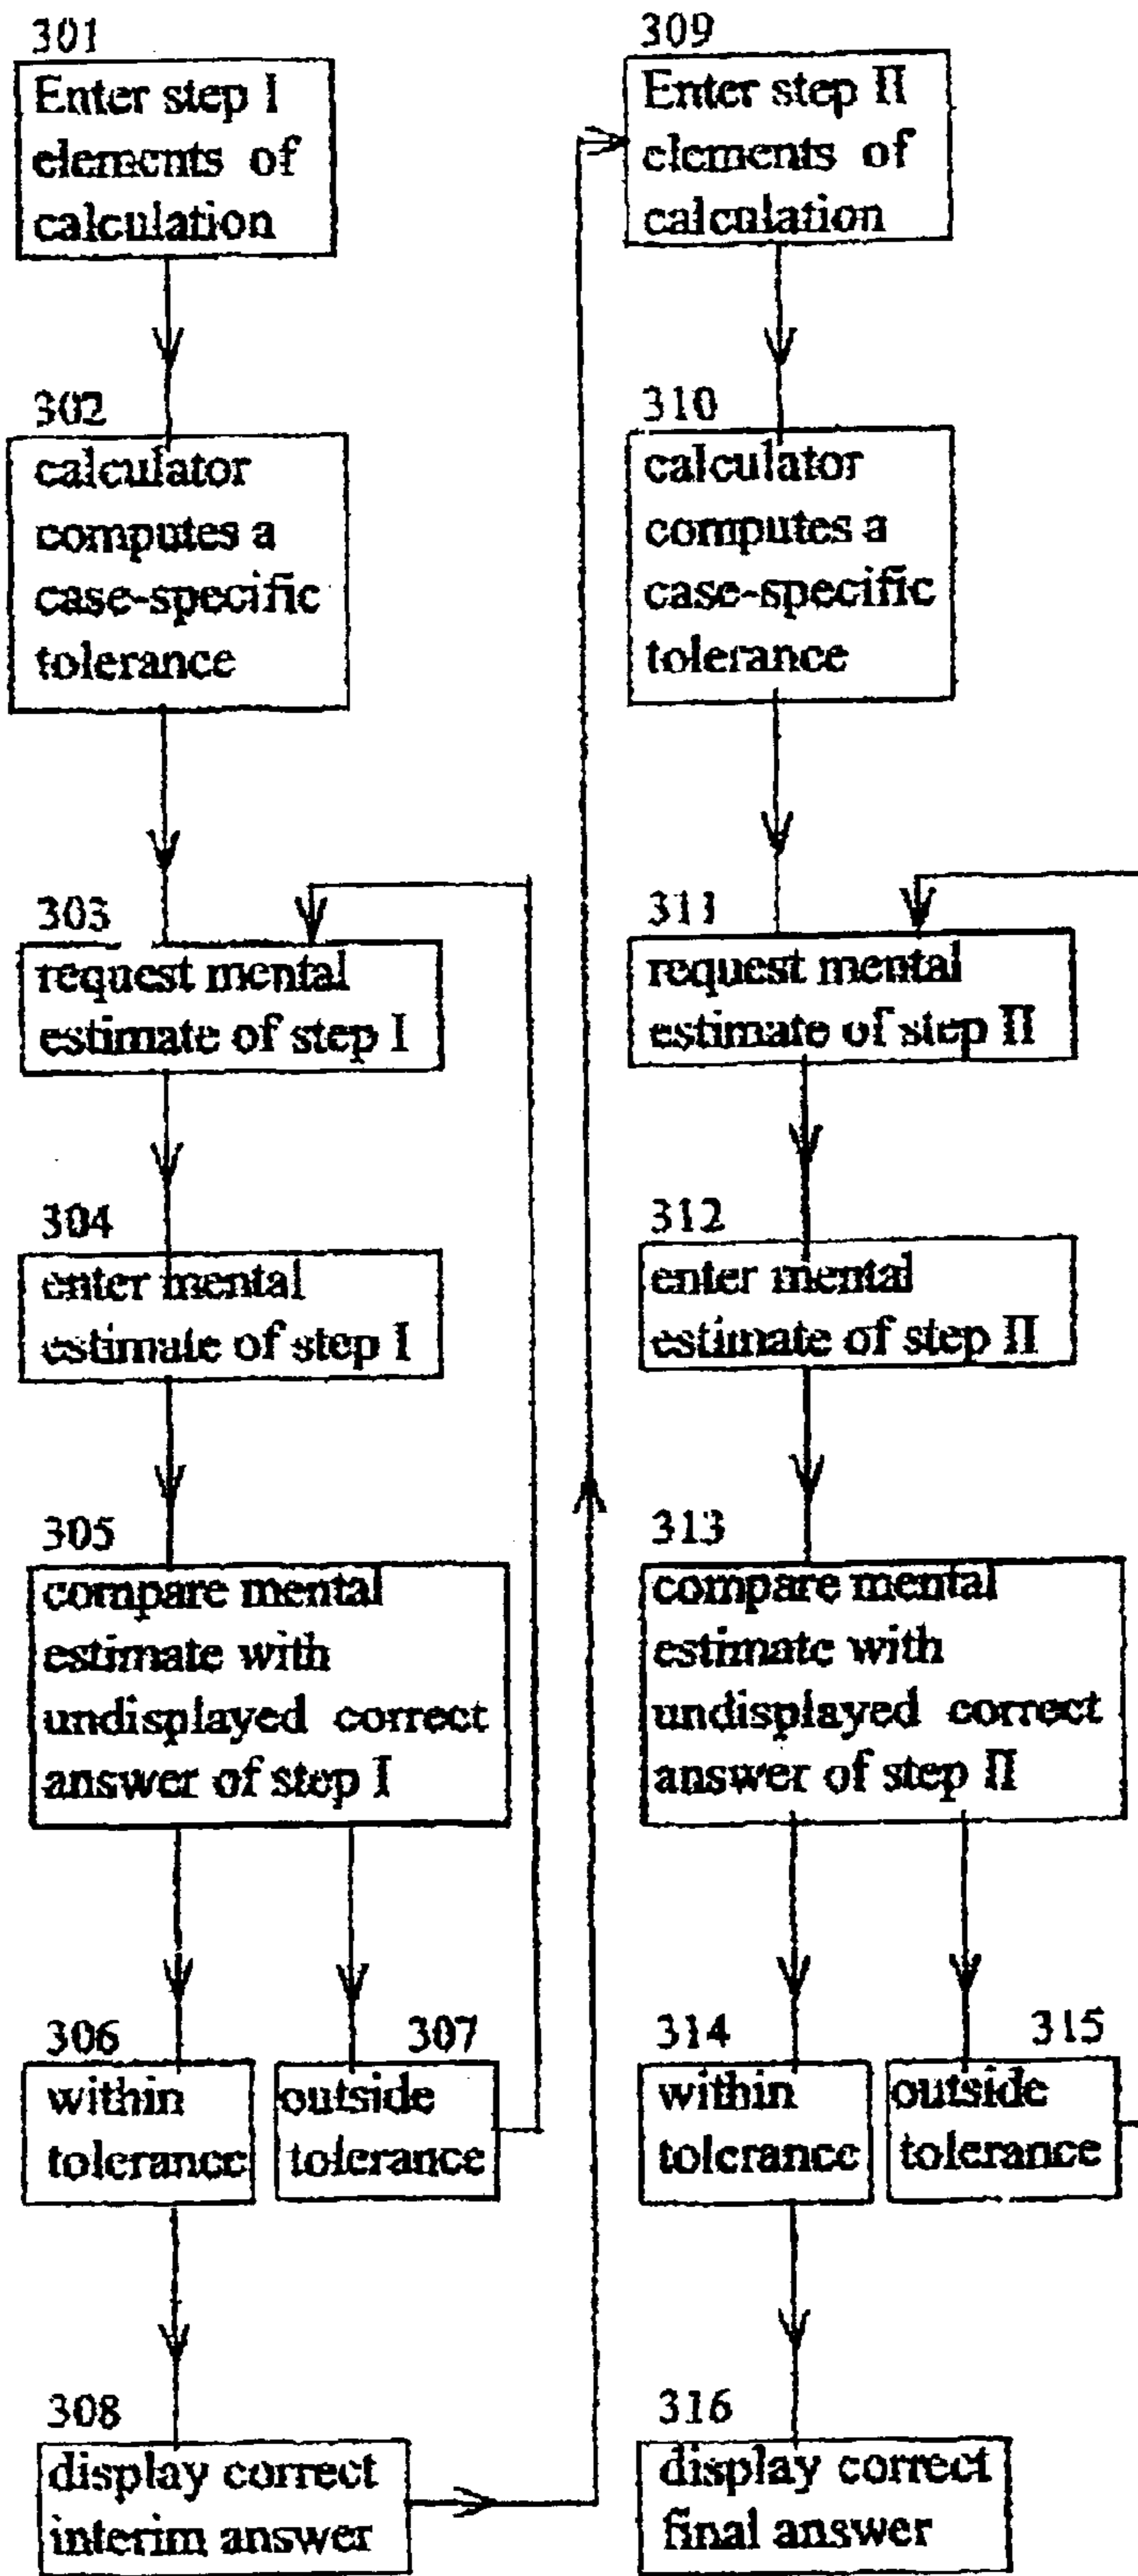 301
Enter step I
elements of
calculation
302
calculator
computes a
case-specific
tolerance
303
request mental
estimate of step I
304
enter mental
estimate of step I
305
compare mental
estimate with
undisplayed correct
answer of step I
306
within
tolerance
307
outside
tolerance
308
display correct
interim answer
309
Enter step II
elements of
calculation
310
calculator
computes a
case-specific
tolerance
311
request mental
estimate of step II
312
enter mental
estimate of step II
313
compare mental
estimate with
undisplayed correct
answer of step II
314
within
tolerance
315
outside
tolerance
316
display correct
final answer